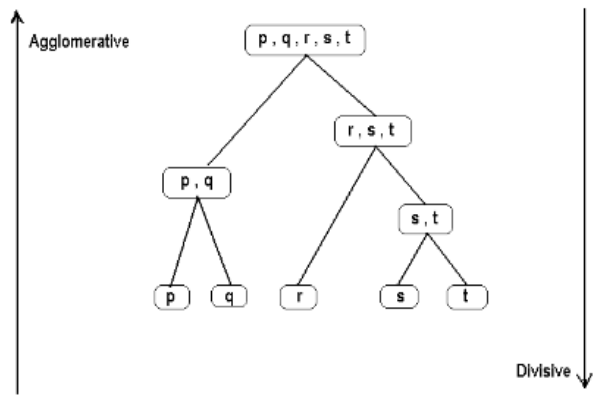 Agglomerative
p , q , r , s , t
r , s , t
p , q
s , t
p
q
r
s
t
Divisive